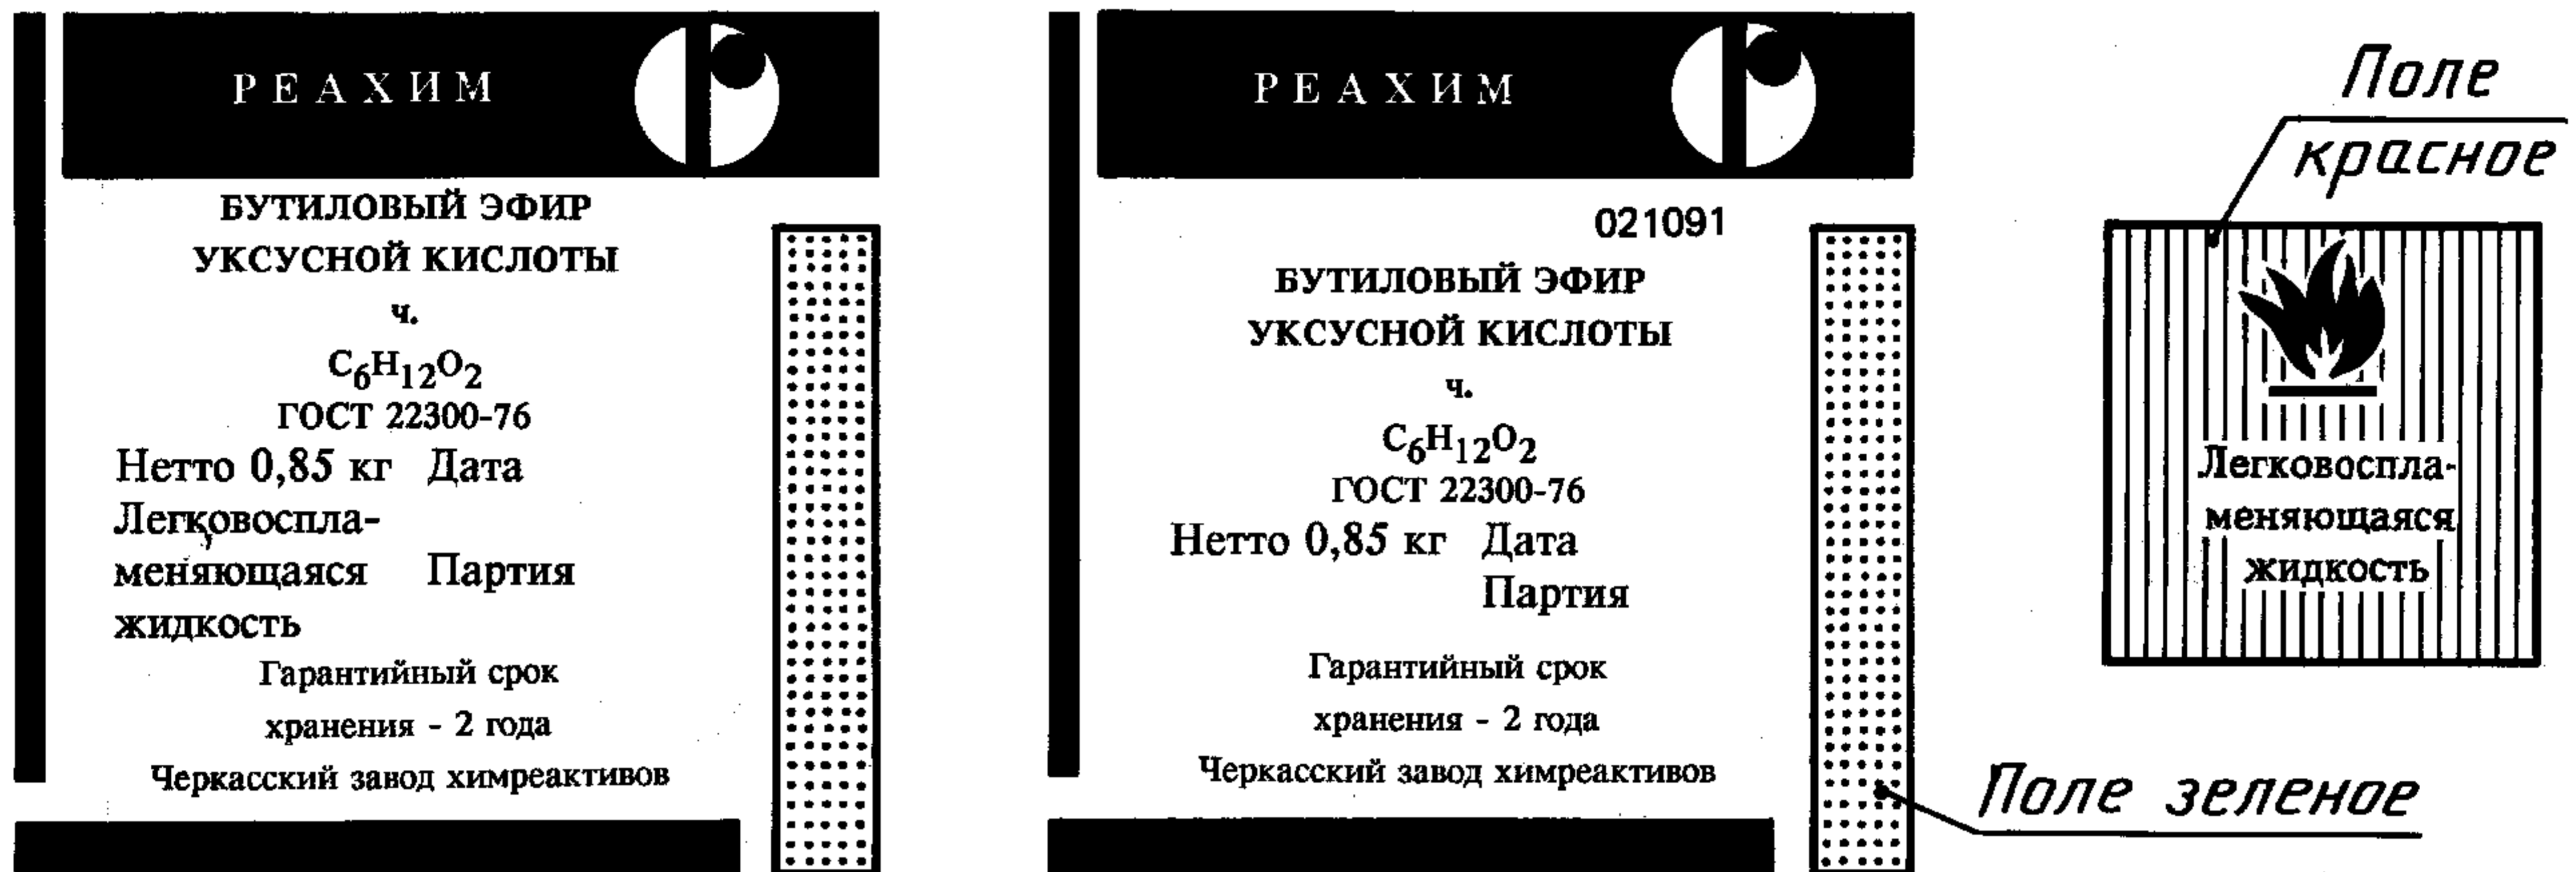 РЕАХИМ
БУТИЛОВЫЙ ЭФИР
УКСУСНОЙ КИСЛОТЫ
ч.
C6H12O2
ГОСТ 22300-76
Нетто 0,85 кг Дата
Легковоспла-
меняющаяся Партия
жидкость
Гарантийный срок
хранения - 2 года
Черкасский завод химреактивов
РЕАХИМ
021091
БУТИЛОВЫЙ ЭФИР
УКСУСНОЙ КИСЛОТЫ
ч.
C6H12O2
ГОСТ 22300-76
Нетто 0,85 кг Дата
Партия
Гарантийный срок
хранения - 2 года
Черкасский завод химреактивов
Поле
красное
Легковоспла-
меняющаяся
жидкость
Поле зеленое